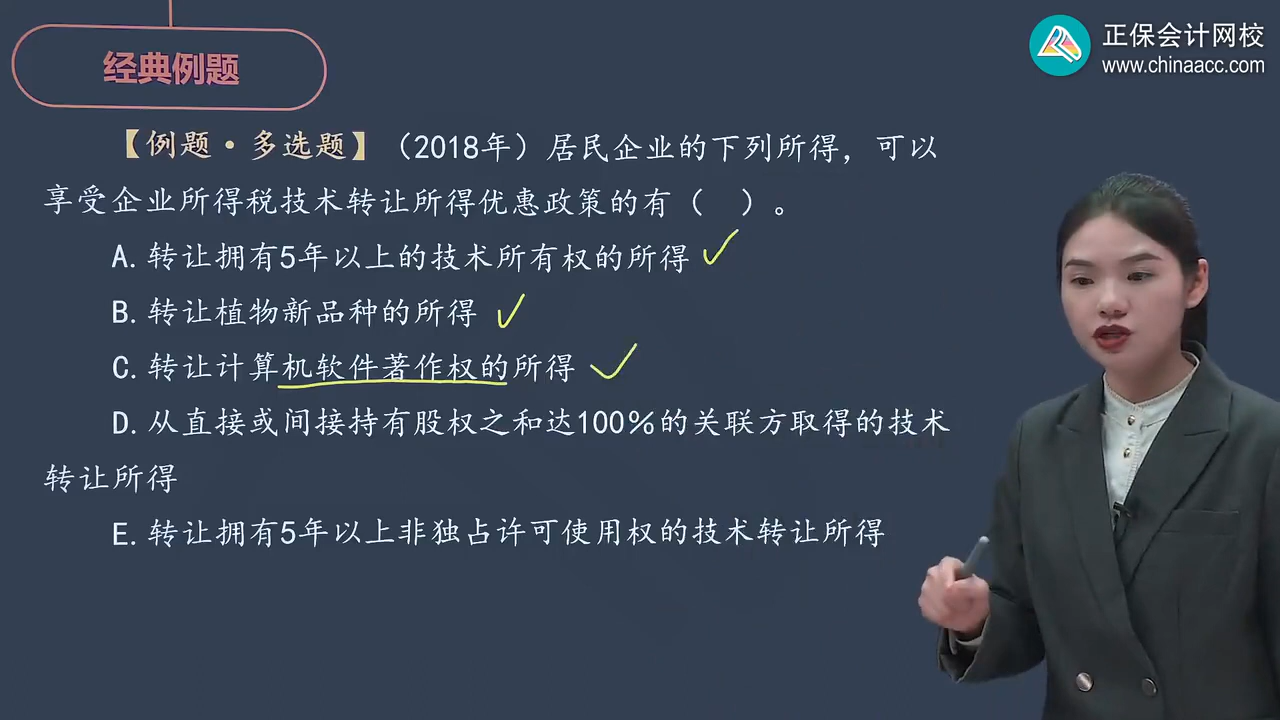 经典例题
正保会计网校
www.chinaacc.com
【例题·多选题】（2018年）居民企业的下列所得，可以
享受企业所得税技术转让所得优惠政策的有（　）。
A. 转让拥有5年以上的技术所有权的所得
B. 转让植物新品种的所得
C. 转让计算机软件著作权的所得
D. 从直接或间接持有股权之和达100%的关联方取得的技术
转让所得
E. 转让拥有5年以上非独占许可使用权的技术转让所得